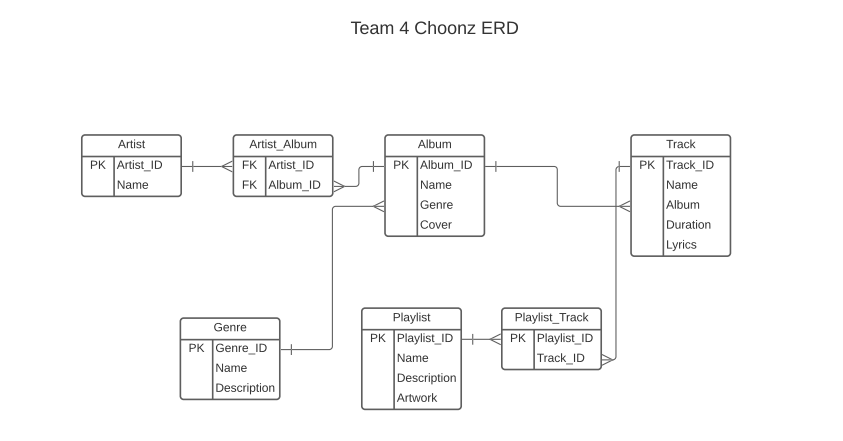 Team 4 Choonz ERD
Artist
PK Artist_ID
Name
Artist_Album
FK Artist_ID
FK Album_ID
Album
PK Album_ID
Name
Genre
Cover
Track
PK Track_ID
Name
Album
Duration
Lyrics
Genre
PK Genre_ID
Name
Description
Playlist
PK Playlist_ID
Name
Description
Artwork
Playlist_Track
PK Playlist_ID
Track_ID